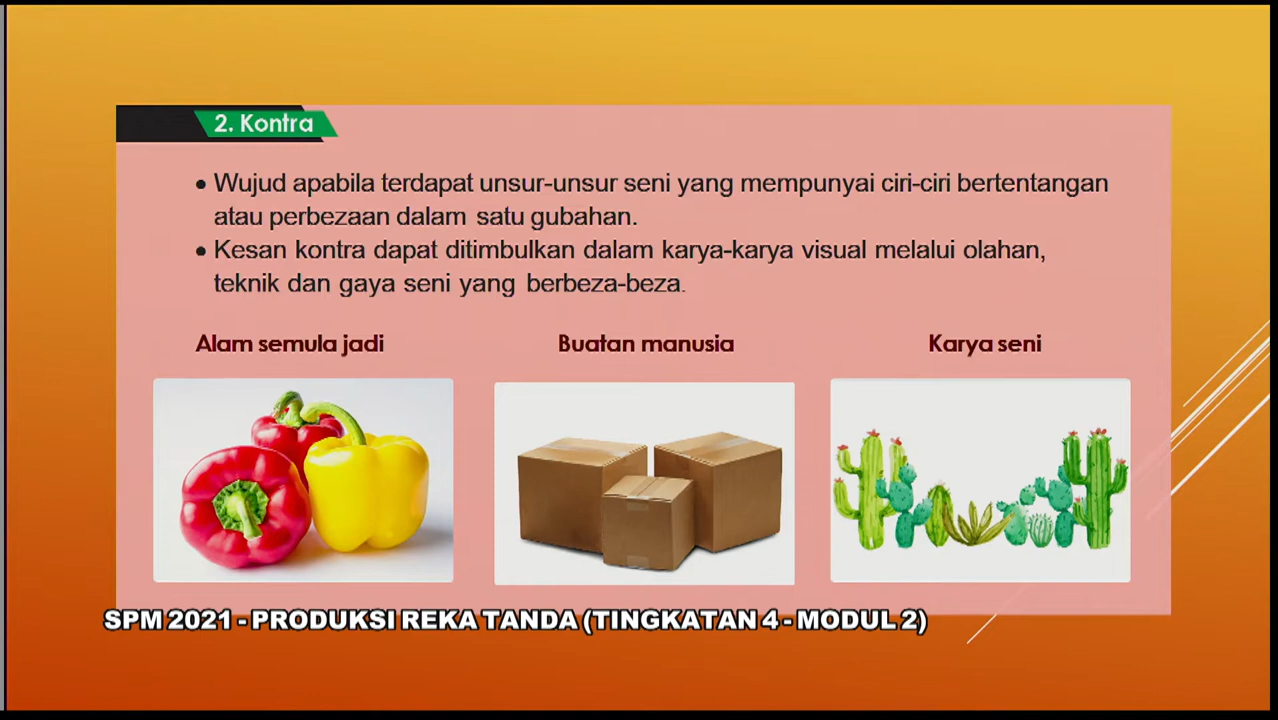 2. Kontra
• Wujud apabila terdapat unsur-unsur seni yang mempunyai ciri-ciri bertentangan
atau perbezaan dalam satu gubahan.
• Kesan kontra dapat ditimbulkan dalam karya-karya visual melalui olahan,
teknik dan gaya seni yang berbeza-beza.
Alam semula jadi
Buatan manusia
Karya seni
SPM 2021 - PRODUKSI REKA TANDA (TINGKATAN 4 - MODUL 2)